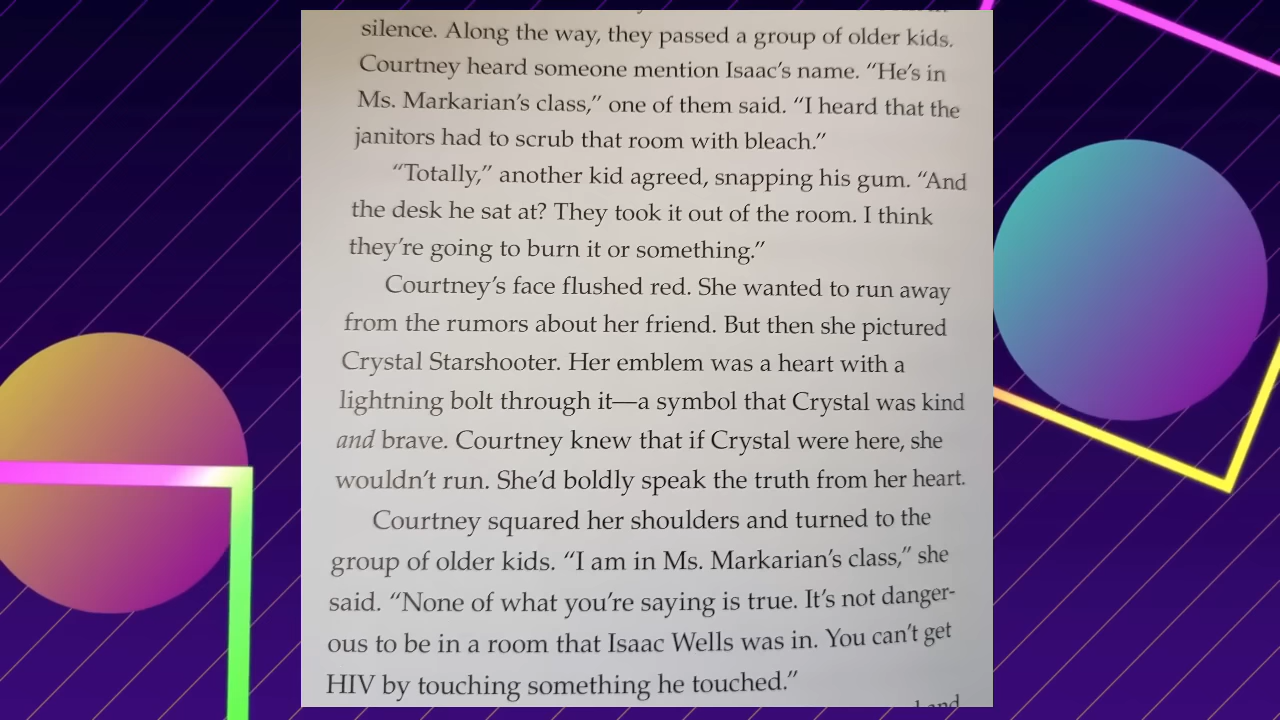 silence. Along the way, they passed a group of older kids.
Courtney heard someone mention Isaac's name. “He's in
Ms. Markarian's class,” one of them said. “I heard that the
janitors had to scrub that room with bleach.”
“Totally,” another kid agreed, snapping his gum. “And
the desk he sat at? They took it out of the room. I think
they're going to burn it or something.”
Courtney's face flushed red. She wanted to run away
from the rumors about her friend. But then she pictured
Crystal Starshooter. Her emblem was a heart with a
lightning bolt through it—a symbol that Crystal was kind
and brave. Courtney knew that if Crystal were here, she
wouldn't run. She'd boldly speak the truth from her heart.
Courtney squared her shoulders and turned to the
group of older kids. “I am in Ms. Markarian's class,” she
said. “None of what you're saying is true. It's not danger-
ous to be in a room that Isaac Wells was in. You can't get
HIV by touching something he touched.”